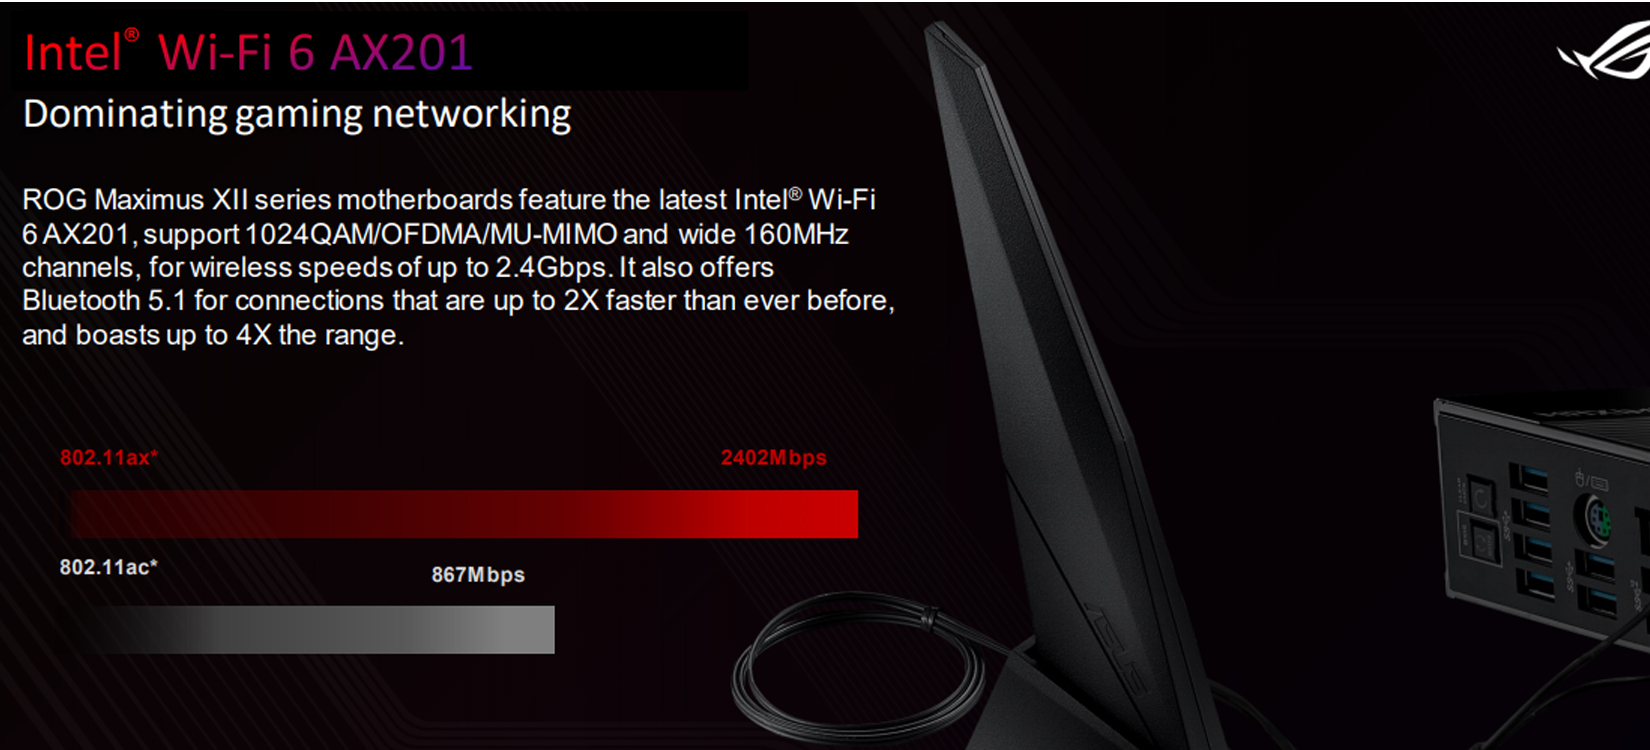 Intel® Wi-Fi 6 AX201
Dominating gaming networking
ROG Maximus XII series motherboards feature the latest Intel® Wi-Fi
6 AX201, support 1024QAM/OFDMA/MU-MIMO and wide 160MHz
channels, for wireless speeds of up to 2.4Gbps. It also offers
Bluetooth 5.1 for connections that are up to 2X faster than ever before,
and boasts up to 4X the range.
802.11ax*
2402Mbps
802.11ac*
867Mbps
ASUS